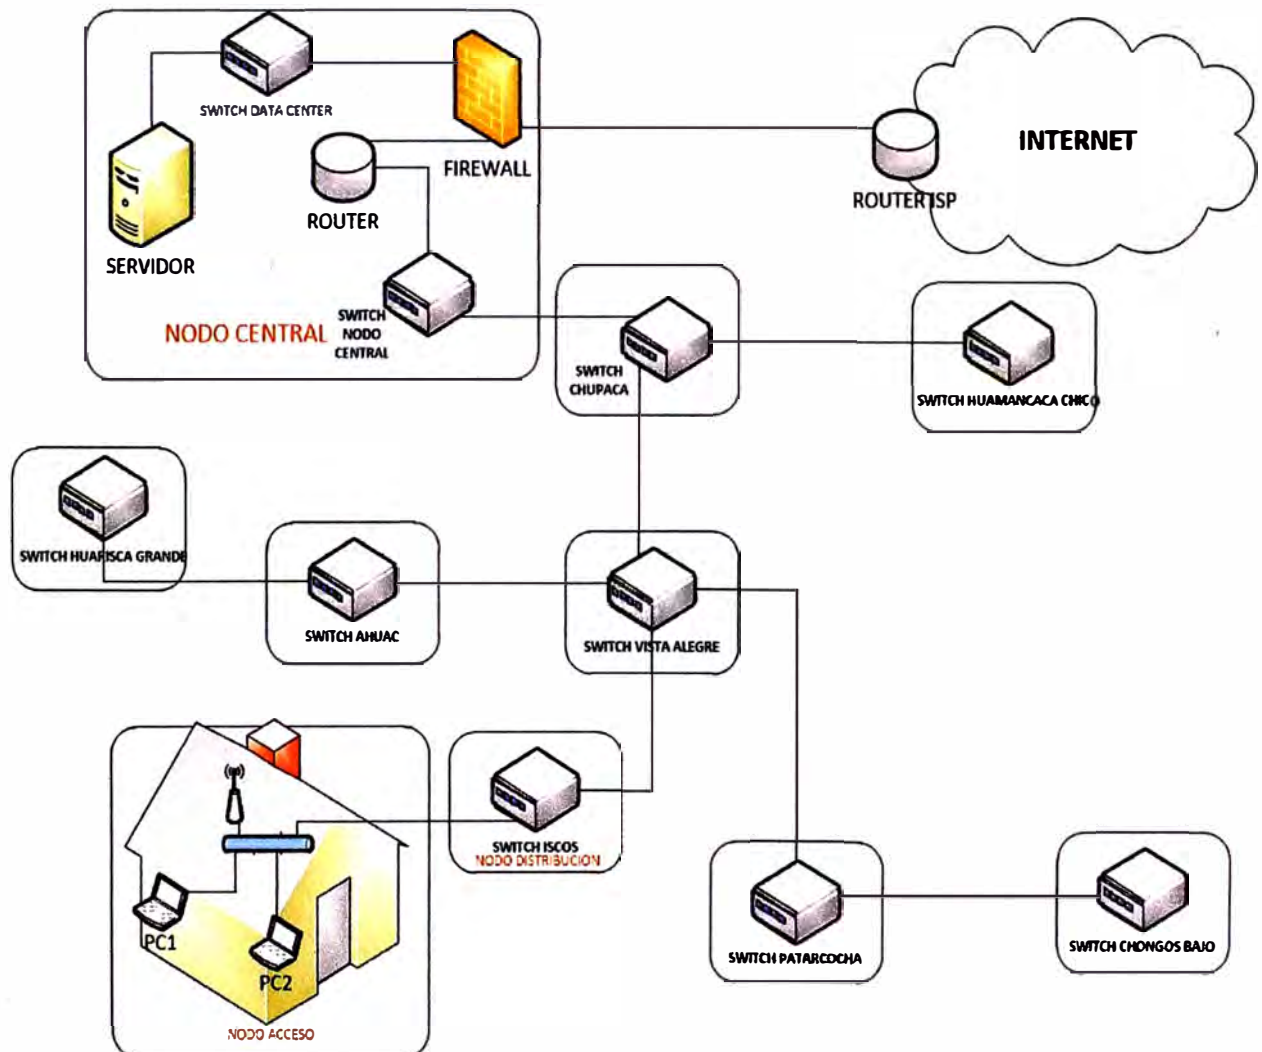 SWITCH DATA CENTER
FIREWALL
ROUTER
SERVIDOR
SWITCH
NODO
CENTRAL
NODO CENTRAL
INTERNET
ROUTER ISP
SWITCH
CHUPACA
SWITCH HUAMANCACA CHICO
SWITCH HUARISCA GRANDE
SWITCH AHUAC
SWITCH VISTA ALEGRE
SWITCH ISCOS
NODO DISTRIBUCION
PC1
PC2
NODO ACCESO
SWITCH PATARCOCHA
SWITCH CHONGOS BAJO